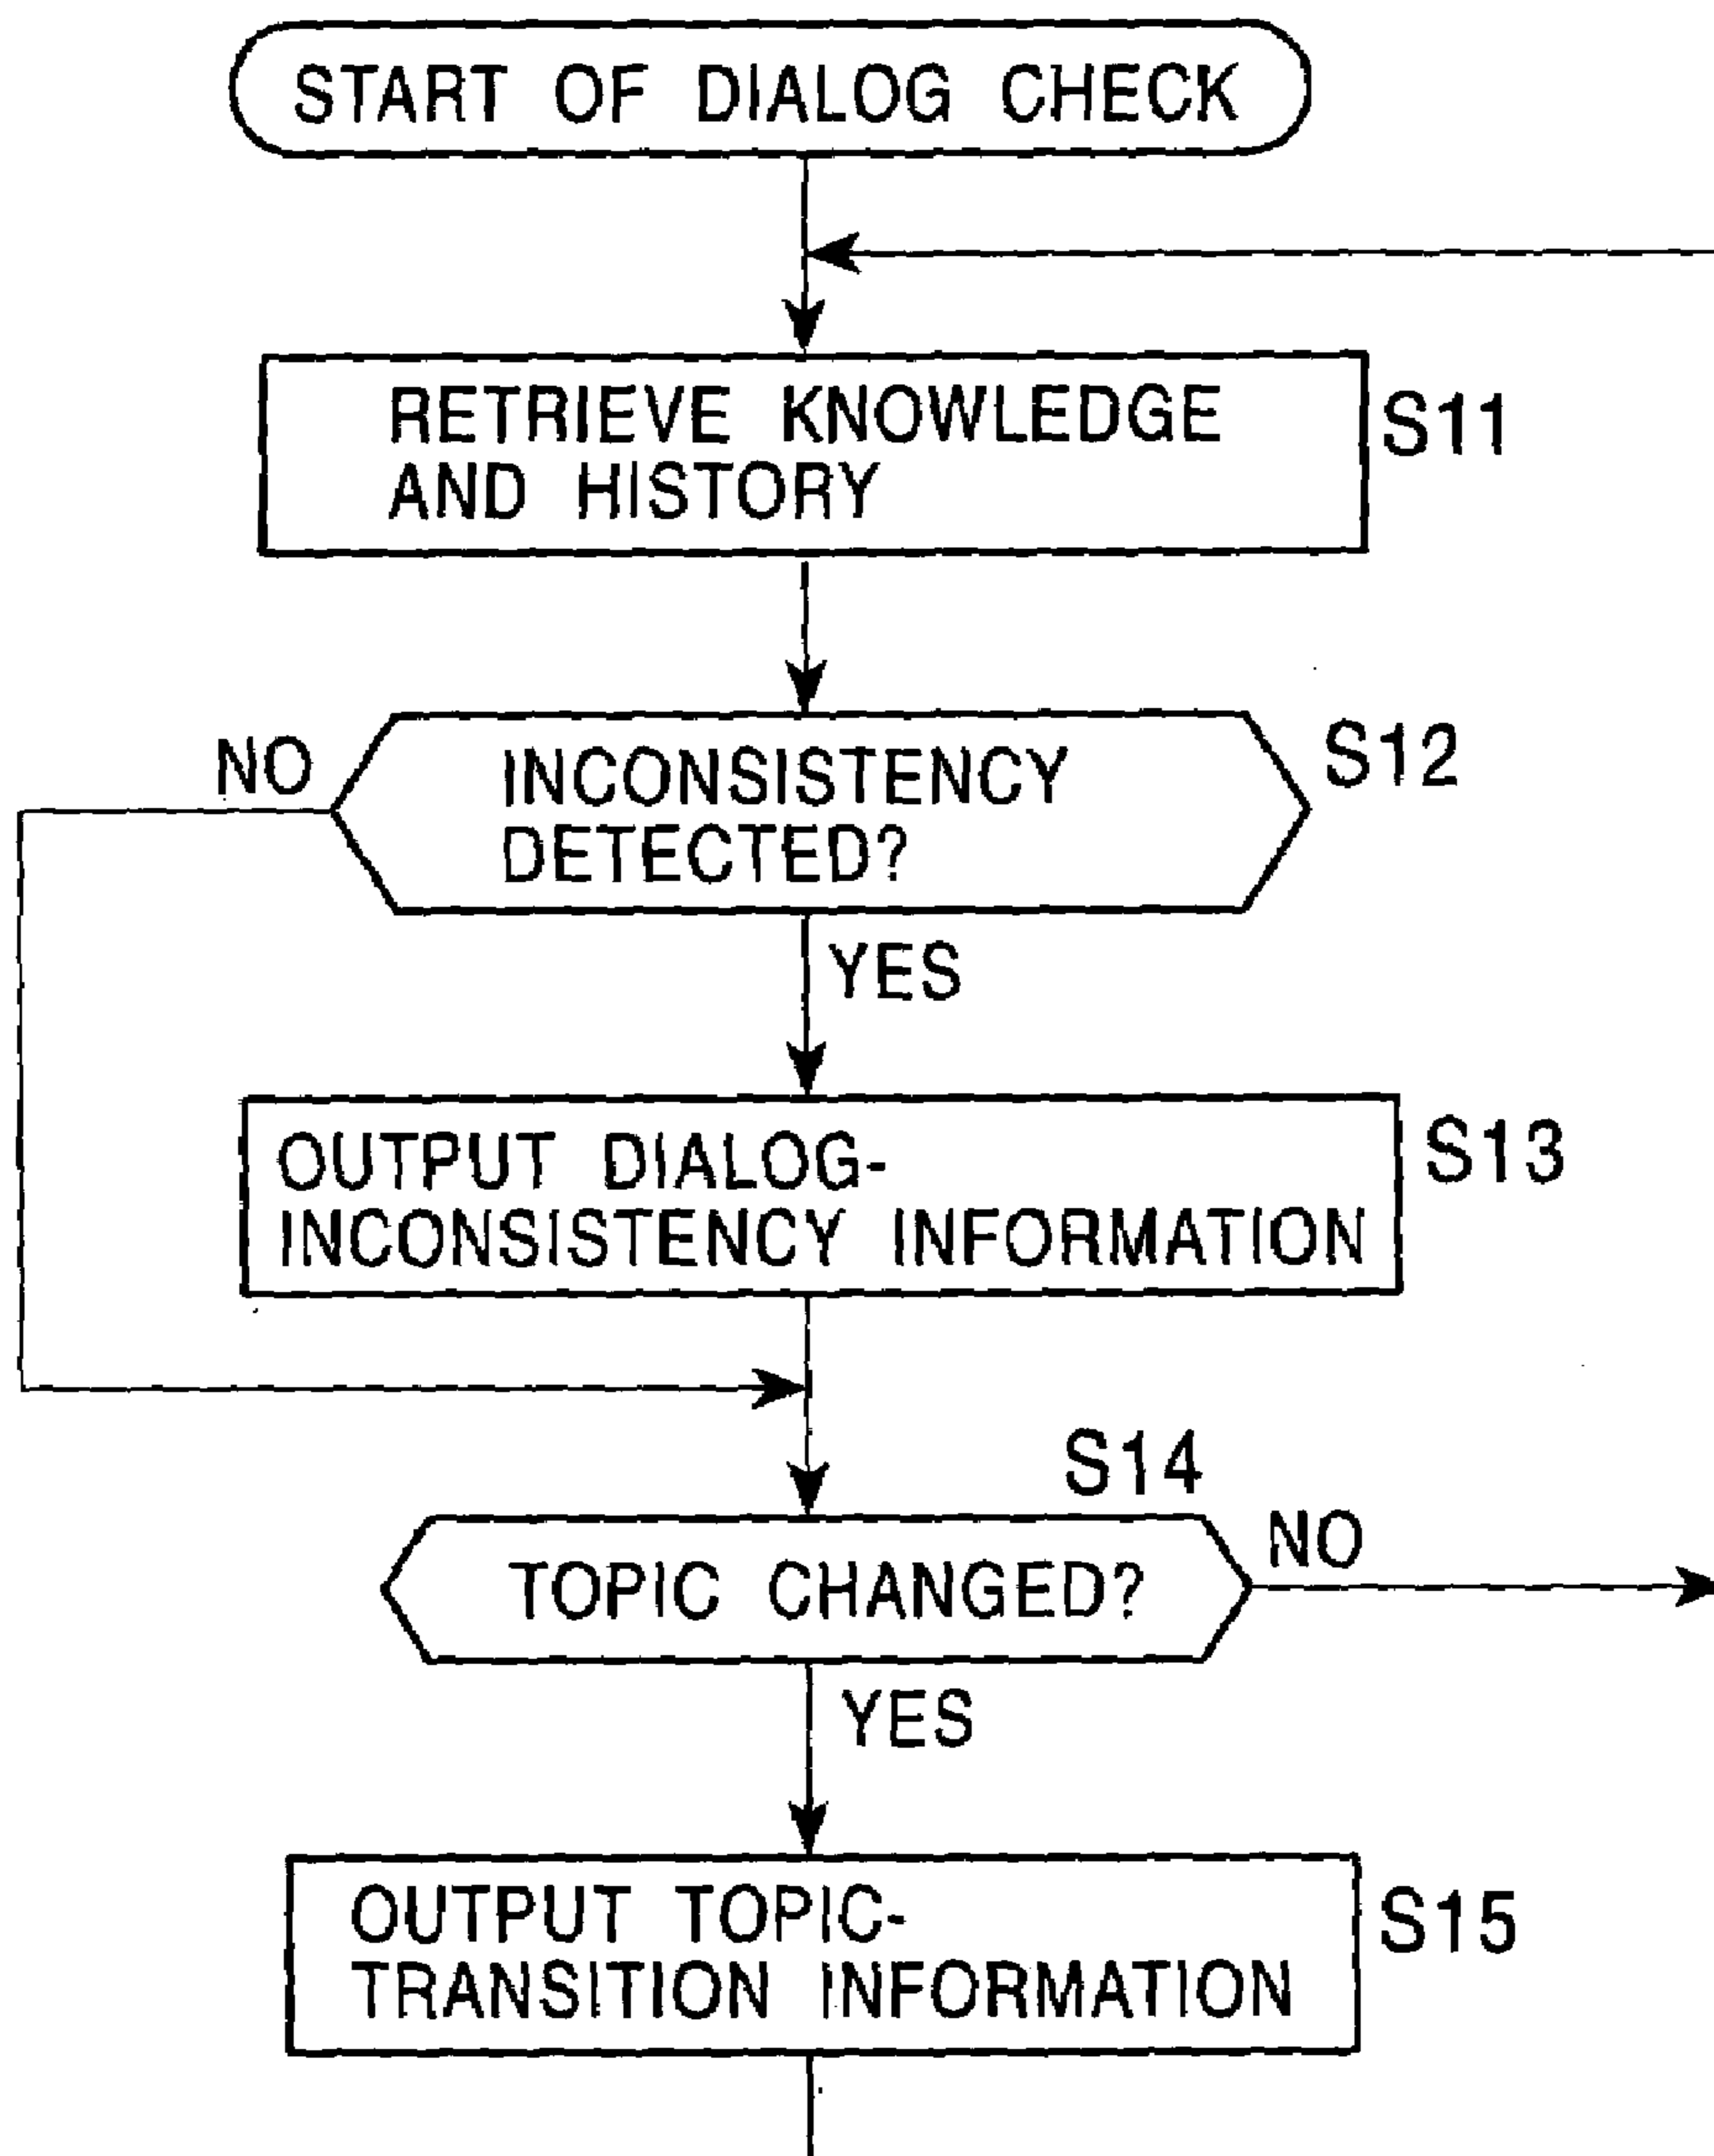 START OF DIALOG CHECK
RETRIEVE KNOWLEDGE
AND HISTORY
S11
NO
INCONSISTENCY
DETECTED?
S12
YES
OUTPUT DIALOG-
INCONSISTENCY INFORMATION
S13
S14
TOPIC CHANGED?
NO
YES
OUTPUT TOPIC-
TRANSITION INFORMATION
S15